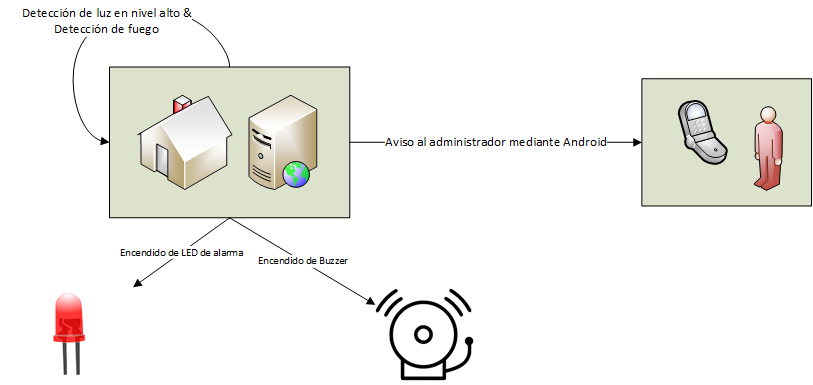 Detección de luz en nivel alto &
Detección de fuego
Aviso al administrador mediante Android
Encendido de LED de alarma
Encendido de Buzzer